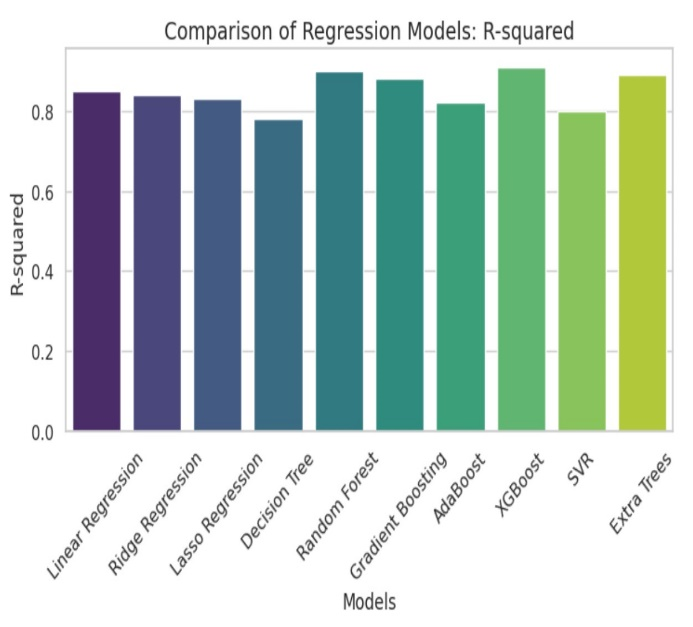 Comparison of Regression Models: R-squared
R-squared
0.8
0.6
0.4
0.2
0.0
Linear Regression
Ridge Regression
Lasso Regression
Decision Tree
Random Forest
Gradient Boosting
AdaBoost
XGBoost
SVR
Extra Trees
Models